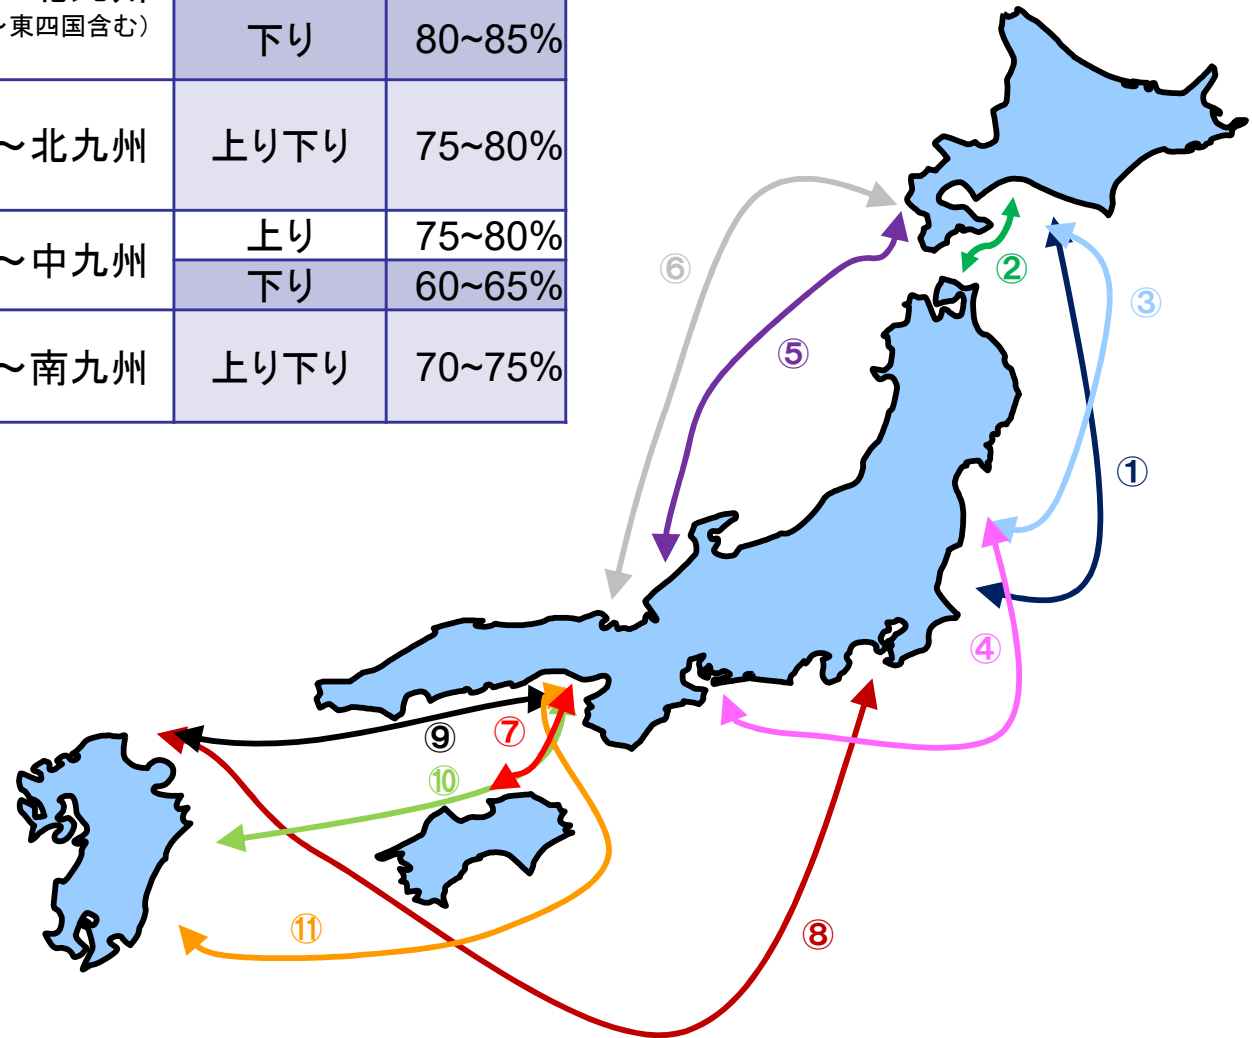 ～東四国含む）
下り 80~85%
～北九州 上り下り 75~80%
～中九州 上り 75~80%
下り 60~65%
～南九州 上り下り 70~75%
⑥
②
③
⑤
①
④
⑦
⑨
⑩
⑪
⑧